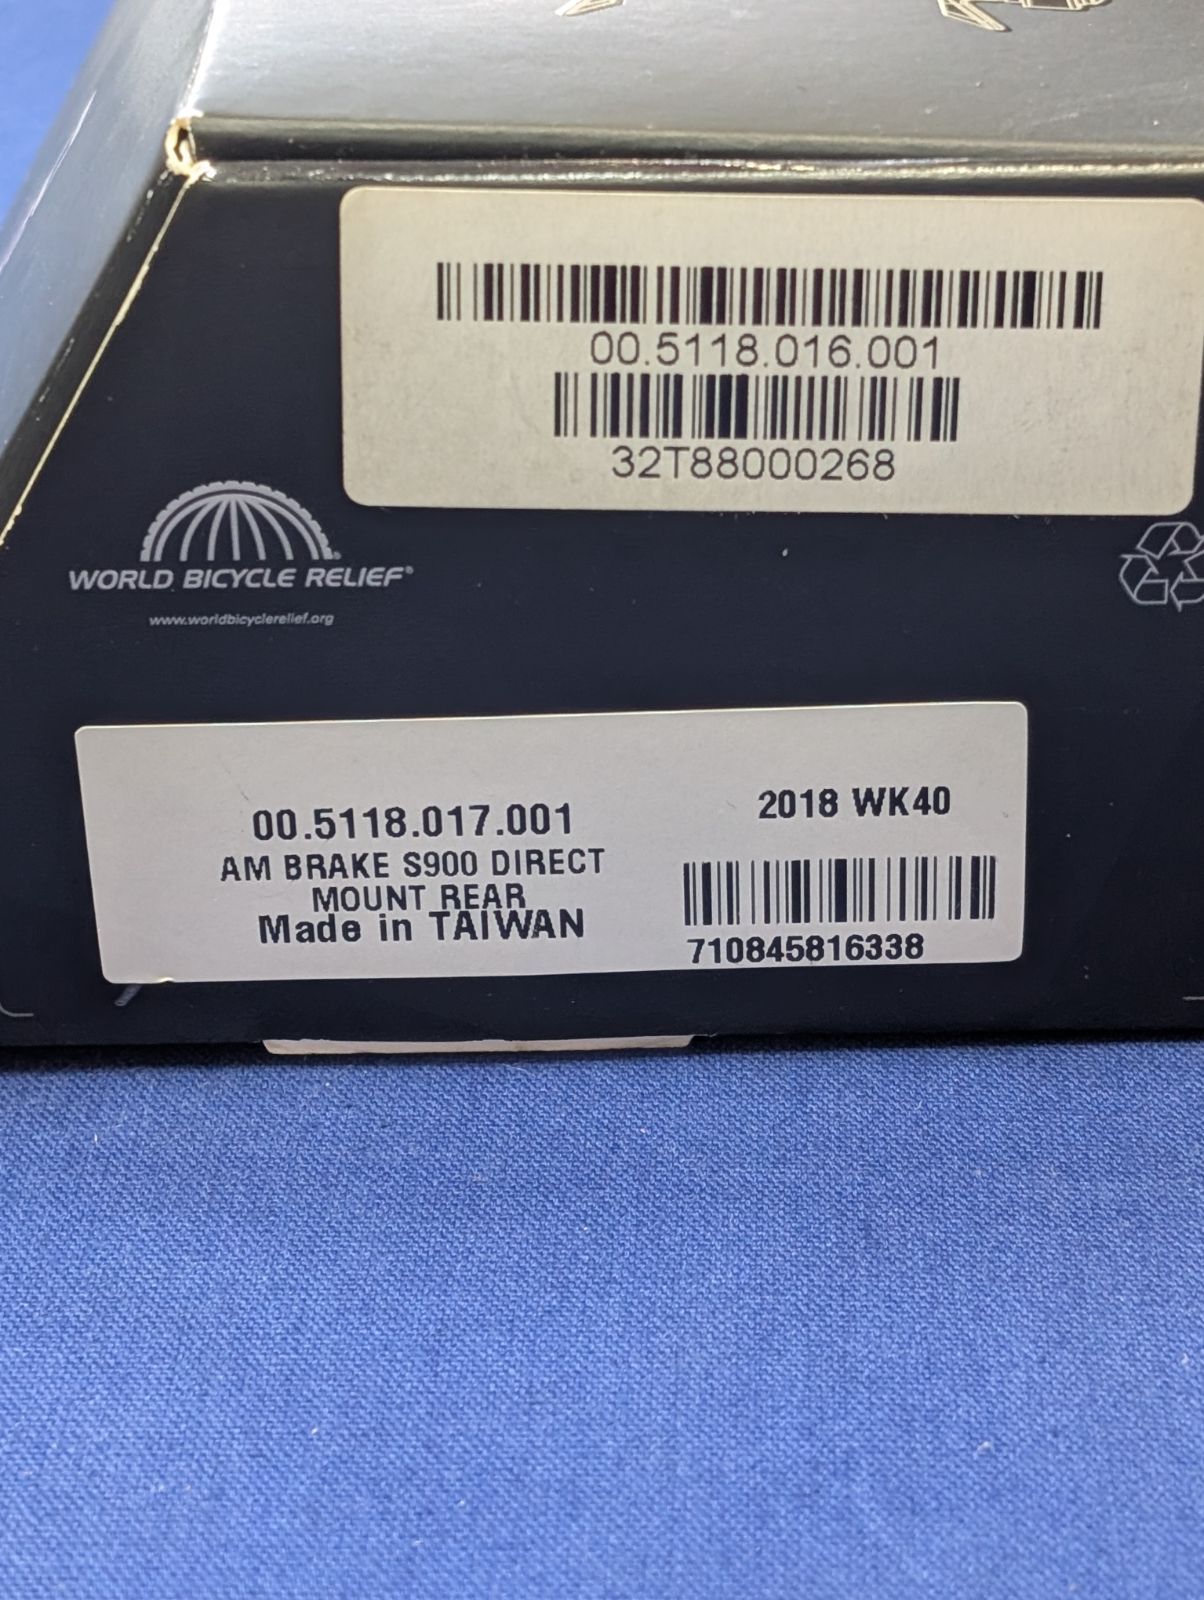 00.5118.016.001
32T88000268
WORLD BICYCLE RELIEF®
www.worldbicyclerelief.org
00.5118.017.001
AM BRAKE S900 DIRECT
MOUNT REAR
Made in TAIWAN
2018 WK40
710845816338